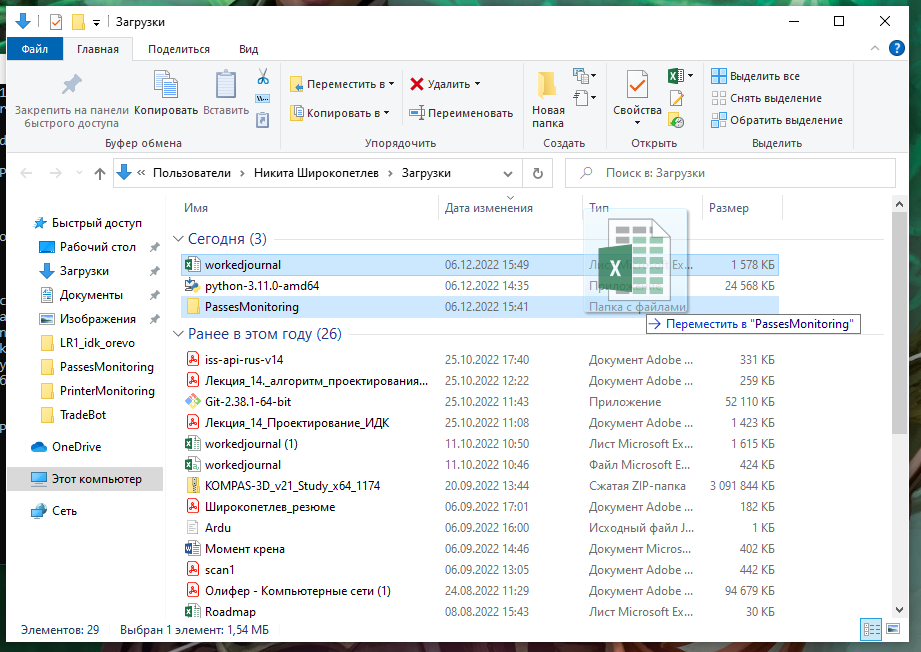 Загрузки
Файл Главная Поделиться Вид
Закрепить на панели быстрого доступа
Копировать
Вставить
Буфер обмена
Переместить в
Копировать в
Удалить
Переименовать
Упорядочить
Новая папка
Создать
Свойства
Открыть
Выделить все
Снять выделение
Обратить выделение
Выделить
« Пользователи › Никита Широкопетлев › Загрузки
Поиск в: Загрузки
Быстрый доступ
Рабочий стол
Загрузки
Документы
Изображения
LR1_idk_orevo
PassesMonitoring
PrinterMonitoring
TradeBot
OneDrive
Этот компьютер
Сеть
Имя Дата изменения Тип Размер
Сегодня (3)
workedjournal 06.12.2022 15:49 Лист Ex... 1 578 КБ
python-3.11.0-amd64 06.12.2022 14:35 24 568 КБ
PassesMonitoring 06.12.2022 15:41 Папка с файлами
Переместить в "PassesMonitoring"
Ранее в этом году (26)
iss-api-rus-v14 25.10.2022 17:40 Документ Adobe ... 331 КБ
Лекция_14._алгоритм_проектирования... 25.10.2022 12:22 Документ Adobe ... 259 КБ
Git-2.38.1-64-bit 25.10.2022 11:43 Приложение 52 110 КБ
Лекция_14_Проектирование_ИДК 25.10.2022 11:08 Документ Adobe ... 1 423 КБ
workedjournal (1) 11.10.2022 10:50 Лист Microsoft Ex... 1 615 КБ
workedjournal 11.10.2022 10:46 Файл Microsoft E... 424 КБ
KOMPAS-3D_v21_Study_x64_1174 20.09.2022 13:44 Сжатая ZIP-папка 3 091 844 КБ
Широкопетлев_резюме 06.09.2022 17:01 Документ Adobe ... 182 КБ
Ardu 06.09.2022 16:00 Исходный файл J... 1 КБ
Момент крена 06.09.2022 14:46 Документ Micros... 402 КБ
scan1 06.09.2022 13:05 Документ Adobe ... 442 КБ
Олифер - Компьютерные сети (1) 24.08.2022 11:29 Документ Adobe ... 94 679 КБ
Roadmap 08.08.2022 15:43 Лист Microsoft Ex... 30 КБ
Элементов: 29 Выбран 1 элемент: 1,54 МБ